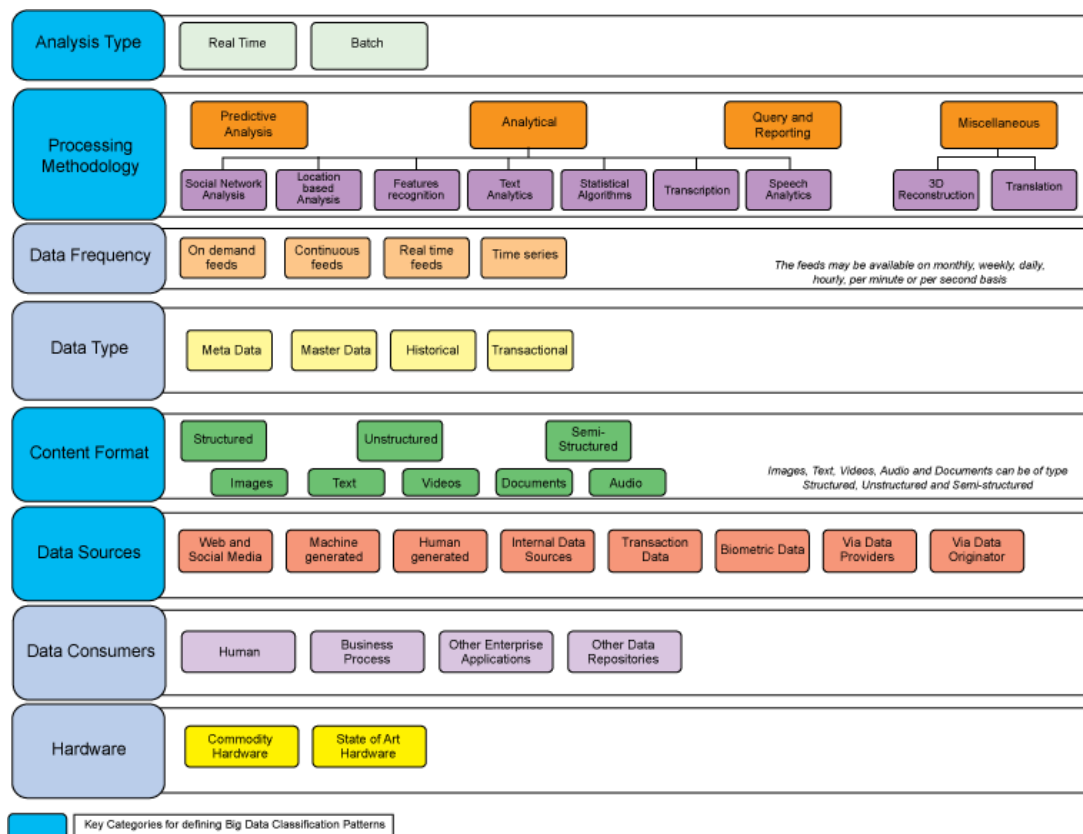 Analysis Type
Real Time
Batch
Processing
Methodology
Predictive
Analysis
Analytical
Query and
Reporting
Miscellaneous
Social Network
Analysis
Location
based
Analysis
Features
recognition
Text
Analytics
Statistical
Algorithms
Transcription
Speech
Analytics
3D
Reconstruction
Translation
Data Frequency
On demand
feeds
Continuous
feeds
Real time
feeds
Time series
The feeds may be available on monthly, weekly, daily,
hourly, per minute or per second basis
Data Type
Meta Data
Master Data
Historical
Transactional
Content Format
Structured
Unstructured
Semi-
Structured
Images
Text
Videos
Documents
Audio
Images, Text, Videos, Audio and Documents can be of type
Structured, Unstructured and Semi-structured
Data Sources
Web and
Social Media
Machine
generated
Human
generated
Internal Data
Sources
Transaction
Data
Biometric Data
Via Data
Providers
Via Data
Originator
Data Consumers
Human
Business
Process
Other Enterprise
Applications
Other Data
Repositories
Hardware
Commodity
Hardware
State of Art
Hardware
Key Categories for defining Big Data Classification Patterns